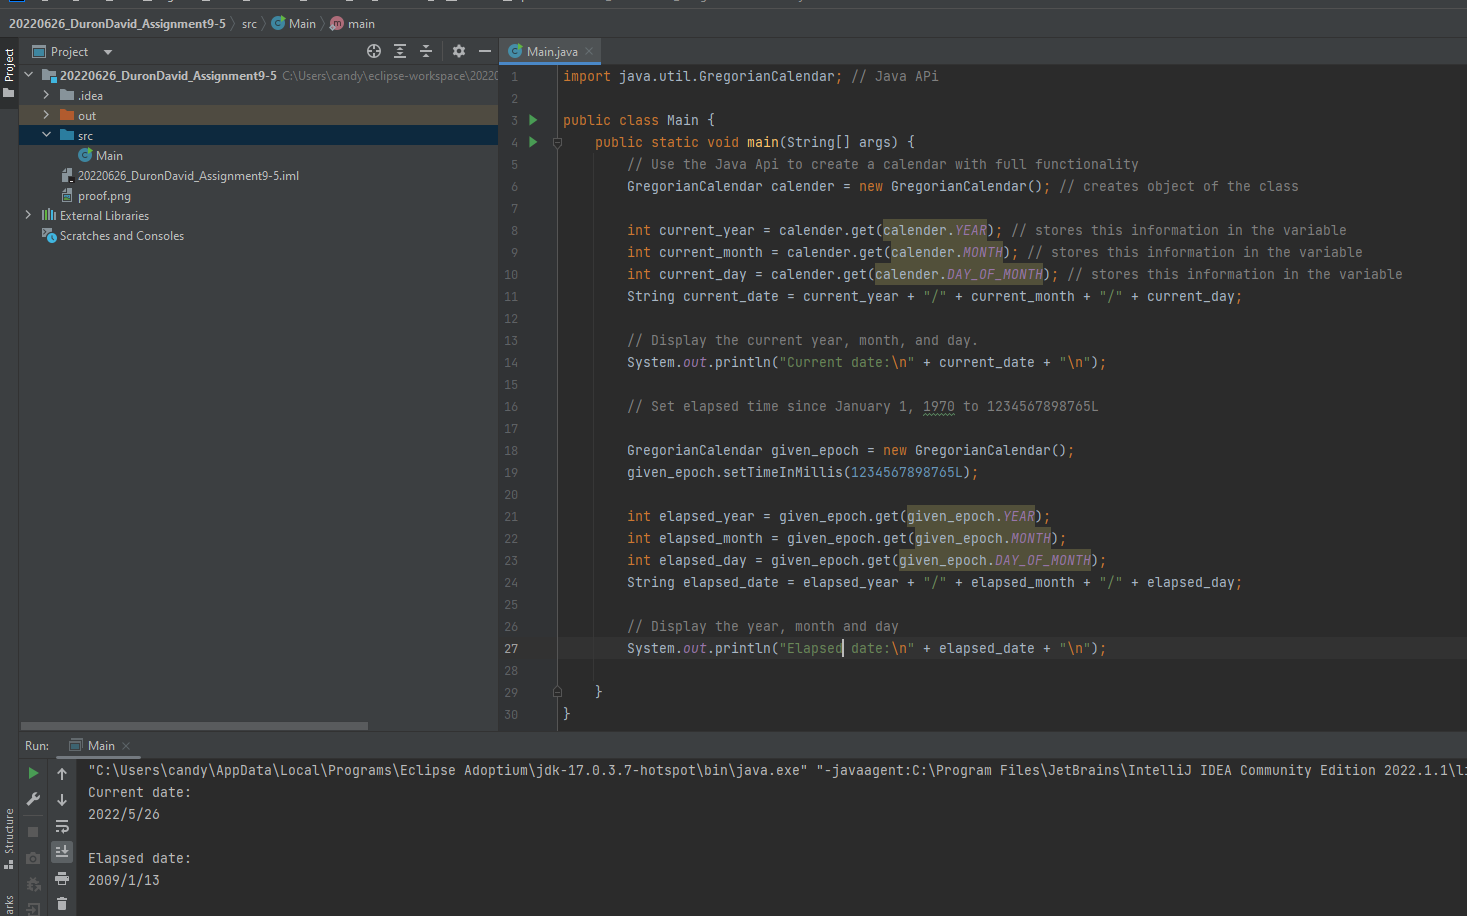 20220626_DuronDavid_Assignment9-5 src Main main
Project
Project
20220626_DuronDavid_Assignment9-5 C:\Users\candy\eclipse-workspace\20220
.idea
out
src
Main
20220626_DuronDavid_Assignment9-5.iml
proof.png
External Libraries
Scratches and Consoles
Main.java
1 import java.util.GregorianCalendar; // Java APi
2
3 public class Main {
4 public static void main(String[] args) {
5 // Use the Java Api to create a calendar with full functionality
6 GregorianCalendar calender = new GregorianCalendar(); // creates object of the class
7
8 int current_year = calender.get(calender.YEAR); // stores this information in the variable
9 int current_month = calender.get(calender.MONTH); // stores this information in the variable
10 int current_day = calender.get(calender.DAY_OF_MONTH); // stores this information in the variable
11 String current_date = current_year + "/" + current_month + "/" + current_day;
12
13 // Display the current year, month, and day.
14 System.out.println("Current date:\n" + current_date + "\n");
15
16 // Set elapsed time since January 1, 1970 to 1234567898765L
17
18 GregorianCalendar given_epoch = new GregorianCalendar();
19 given_epoch.setTimeInMillis(1234567898765L);
20
21 int elapsed_year = given_epoch.get(given_epoch.YEAR);
22 int elapsed_month = given_epoch.get(given_epoch.MONTH);
23 int elapsed_day = given_epoch.get(given_epoch.DAY_OF_MONTH);
24 String elapsed_date = elapsed_year + "/" + elapsed_month + "/" + elapsed_day;
25
26 // Display the year, month and day
27 System.out.println("Elapsed date:\n" + elapsed_date + "\n");
28
29 }
30 }
Run: Main
"C:\Users\candy\AppData\Local\Programs\Eclipse Adoptium\jdk-17.0.3.7-hotspot\bin\java.exe" "-javaagent:C:\Program Files\JetBrains\IntelliJ IDEA Community Edition 2022.1.1\li
Current date:
2022/5/26
Elapsed date:
2009/1/13
Structure
arks